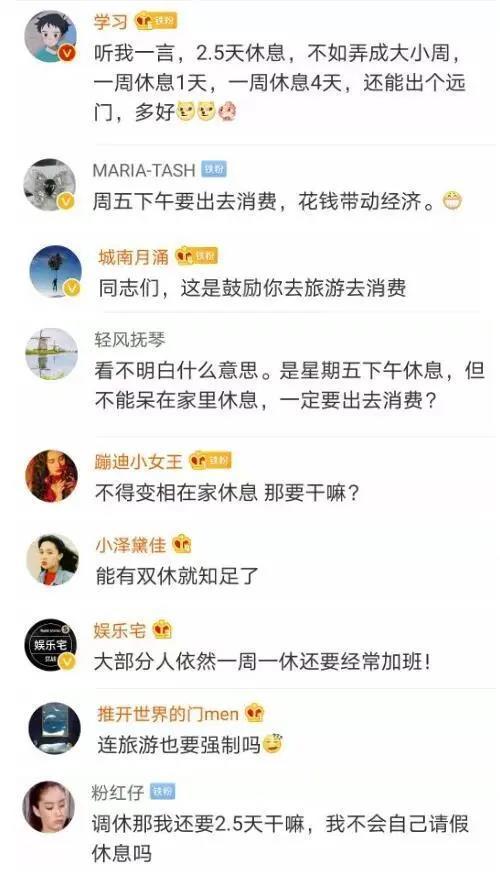 学习 铁粉
听我一言，2.5天休息，不如弄成大小周，
一周休息1天，一周休息4天，还能出个远
门，多好
MARIA-TASH 铁粉
周五下午要出去消费，花钱带动经济。
城南月涌 铁粉
同志们，这是鼓励你去旅游去消费
轻风抚琴
看不明白什么意思。是星期五下午休息，但
不能呆在家里休息，一定要出去消费？
蹦迪小女王 铁粉
不得变相在家休息 那要干嘛？
小泽黛佳
能有双休就知足了
娱乐宅
娱乐宅
STAR
大部分人依然一周一休还要经常加班！
推开世界的门men
连旅游也要强制吗
粉红仔 铁粉
调休那我还要2.5天干嘛，我不会自己请假
休息吗